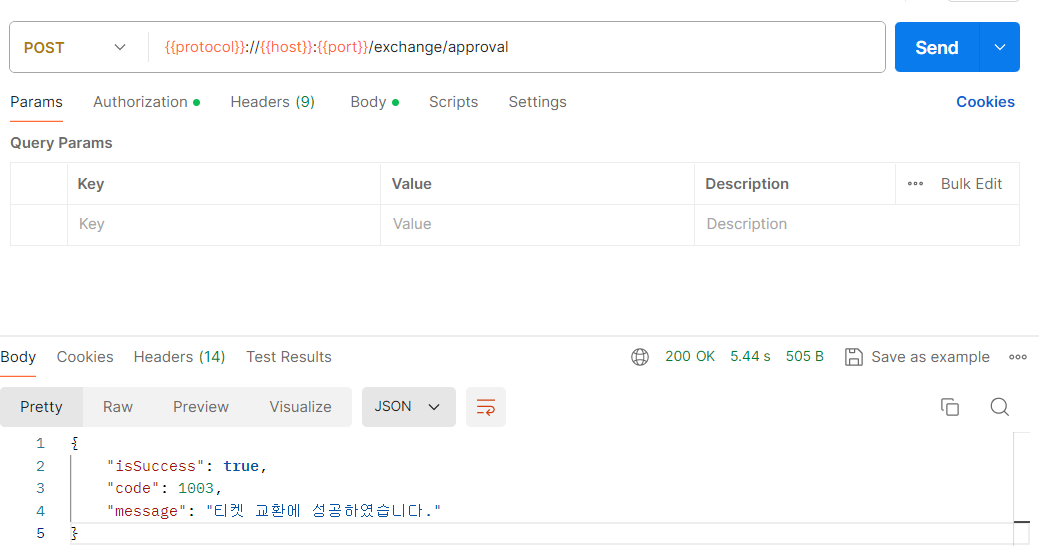 POST {{protocol}}://{{host}}:{{port}}/exchange/approval Send
Params Authorization Headers (9) Body Scripts Settings Cookies
Query Params
Key Value Description Bulk Edit
Key Value Description
Body Cookies Headers (14) Test Results 200 OK 5.44 s 505 B Save as example
Pretty Raw Preview Visualize JSON
1 {
2 "isSuccess": true,
3 "code": 1003,
4 "message": "티켓 교환에 성공하였습니다."
5 }